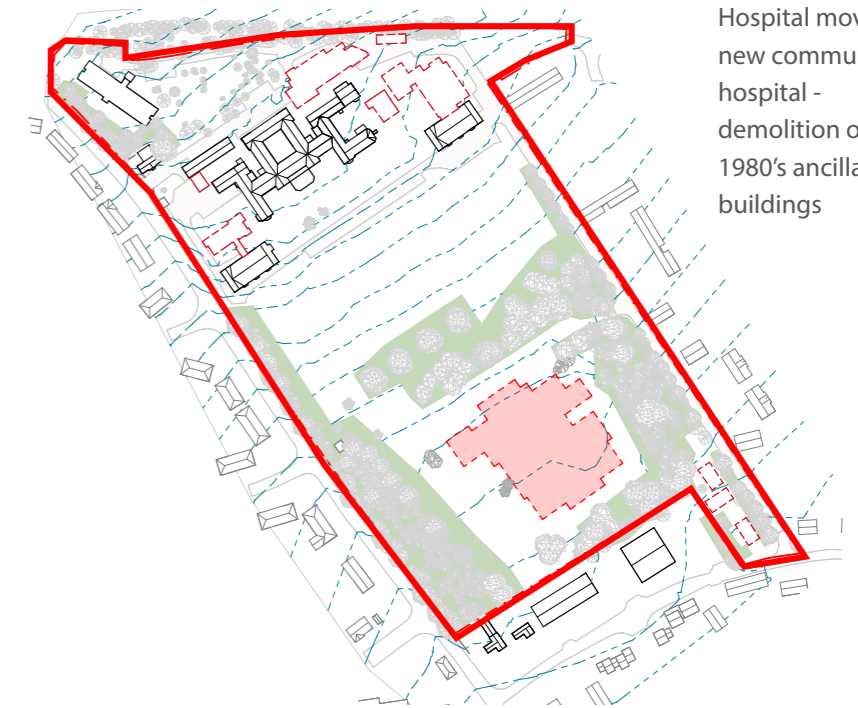 Hospital mov
new commu
hospital -
demolition o
1980’s ancilla
buildings